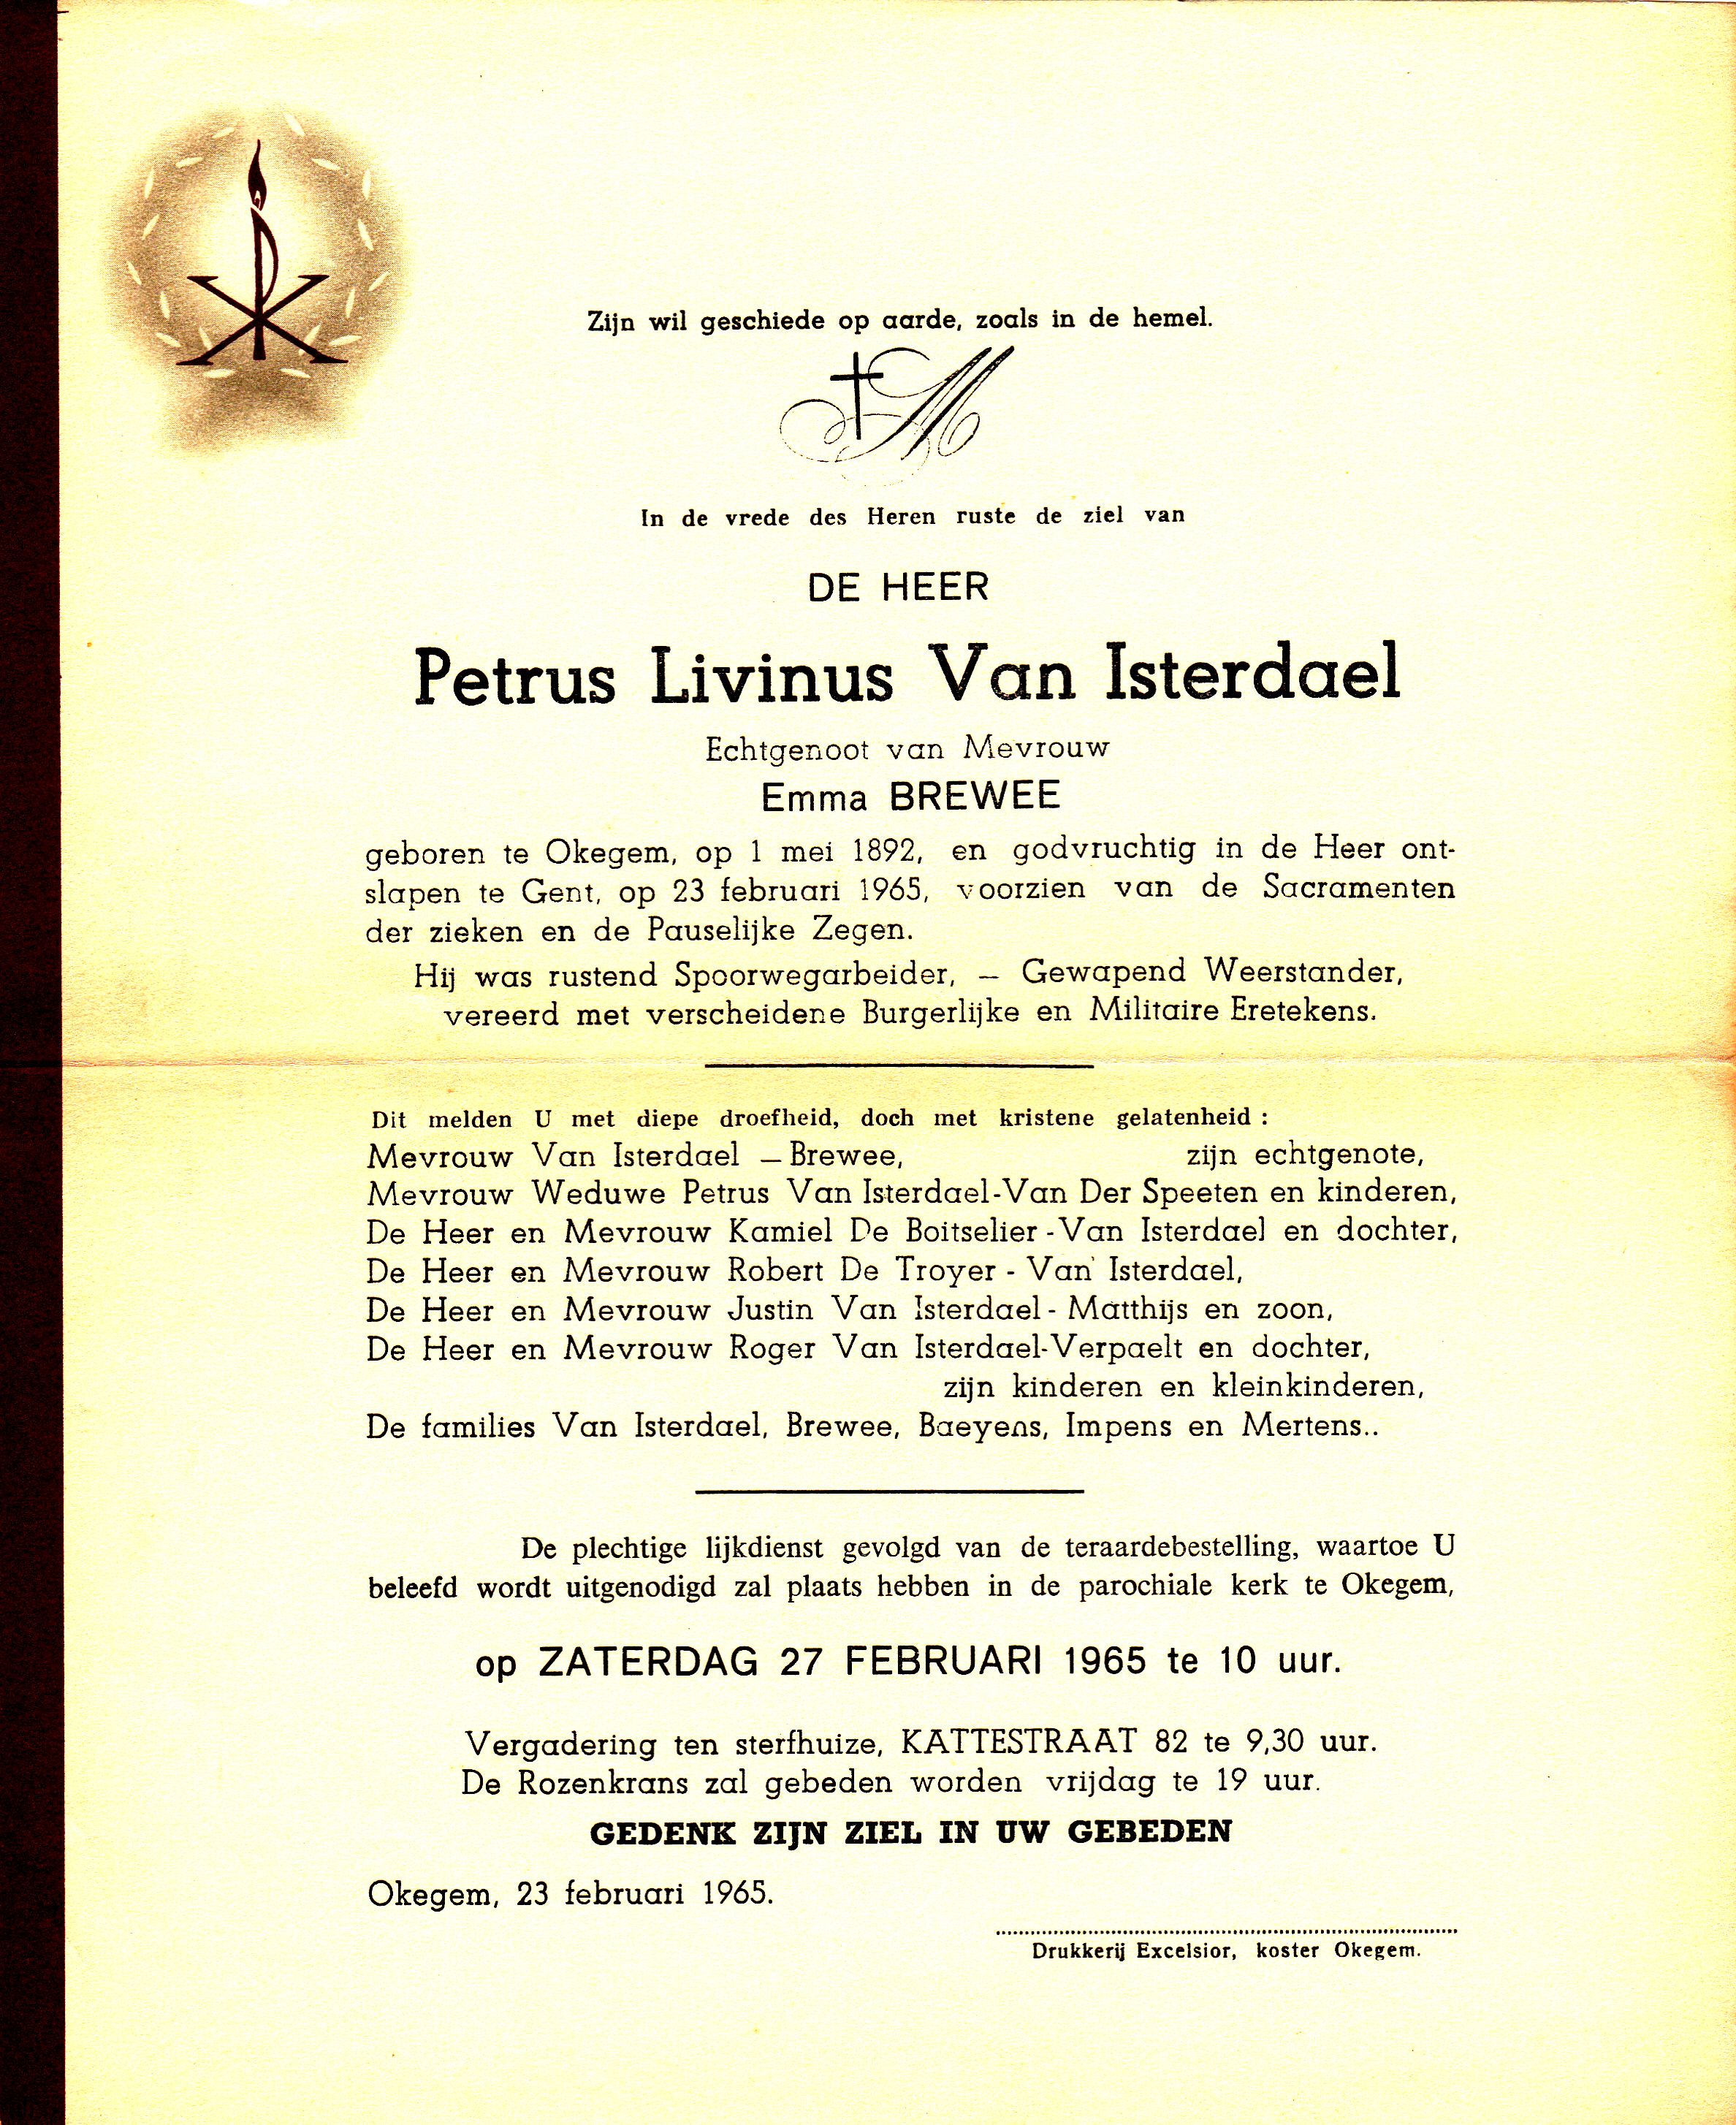 Zijn wil geschiede op aarde, zoals in de hemel.
M
In de vrede des Heren ruste de ziel van
DE HEER
Petrus Livinus Van Isterdael
Echtgenoot van Mevrouw
Emma BREWEE
geboren te Okegem, op 1 mei 1892, en godvruchtig in de Heer ont-
slapen te Gent, op 23 februari 1965, voorzien van de Sacramenten
der zieken en de Pauselijke Zegen.
Hij was rustend Spoorwegarbeider, — Gewapend Weerstander,
vereerd met verscheidene Burgerlijke en Militaire Eretekens.
Dit melden U met diepe droefheid, doch met kristene gelatenheid :
Mevrouw Van Isterdael — Brewee, zijn echtgenote,
Mevrouw Weduwe Petrus Van Isterdael-Van Der Speeten en kinderen,
De Heer en Mevrouw Kamiel De Boitselier - Van Isterdael en dochter,
De Heer en Mevrouw Robert De Troyer - Van Isterdael,
De Heer en Mevrouw Justin Van Isterdael - Matthijs en zoon,
De Heer en Mevrouw Roger Van Isterdael-Verpaelt en dochter,
zijn kinderen en kleinkinderen,
De families Van Isterdael, Brewee, Baeyens, Impens en Mertens..
De plechtige lijkdienst gevolgd van de teraardebestelling, waartoe U
beleefd wordt uitgenodigd zal plaats hebben in de parochiale kerk te Okegem,
op ZATERDAG 27 FEBRUARI 1965 te 10 uur.
Vergadering ten sterfhuize, KATTESTRAAT 82 te 9,30 uur.
De Rozenkrans zal gebeden worden vrijdag te 19 uur.
GEDENK ZIJN ZIEL IN UW GEBEDEN
Okegem, 23 februari 1965.
Drukkerij Excelsior, koster Okegem.